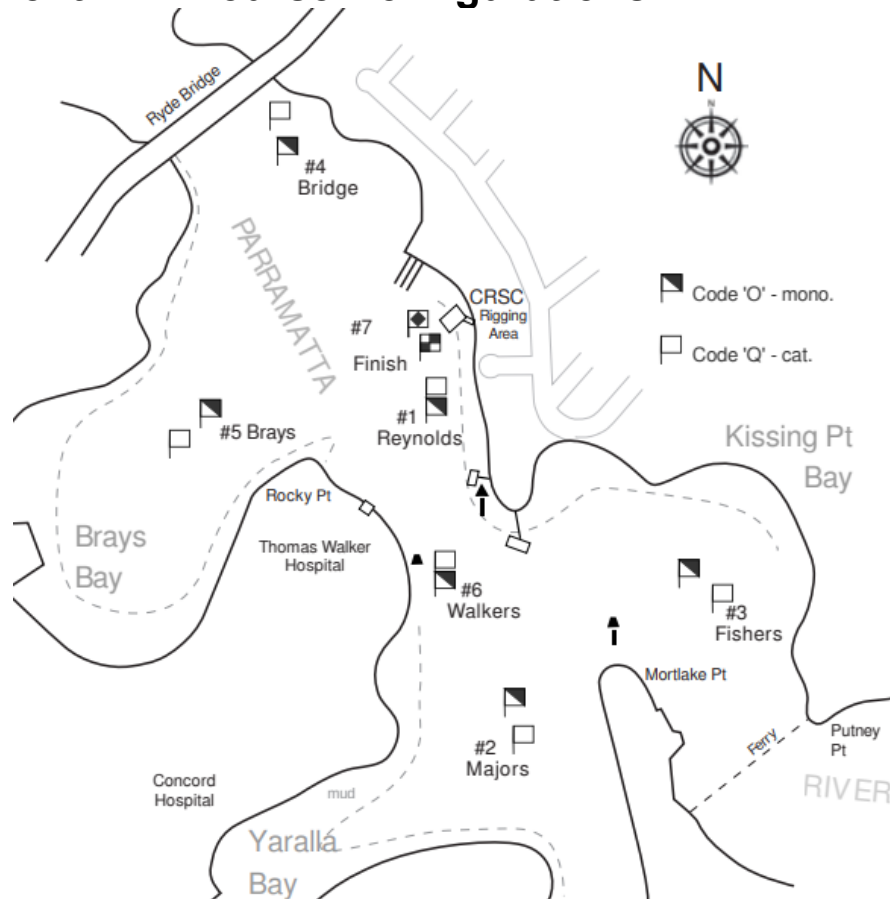 Ryde Bridge
N
N
#4
Bridge
PARRAMATTA
CRSC
Rigging
Area
Code 'O' - mono.
#7
Finish
Code 'Q' - cat.
#1
Reynolds
#5 Brays
Kissing Pt
Bay
Rocky Pt
Brays
Bay
Thomas Walker
Hospital
#6
Walkers
#3
Fishers
Mortlake Pt
#2
Majors
Ferry
Putney
Pt
Concord
Hospital
mud
RIVER
Yaralla
Bay